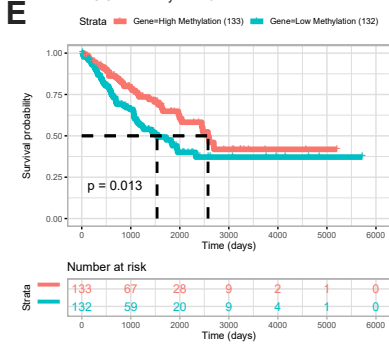 E
Strata Gene=High Methylation (133) Gene=Low Methylation (132)
1.00
0.75
0.50
0.25
0.00
Survival probability
p = 0.013
0 1000 2000 3000 4000 5000 6000
Time (days)
Number at risk
Strata
133 67 28 9 2 1 0
132 59 20 9 4 1 0
0 1000 2000 3000 4000 5000 6000
Time (days)